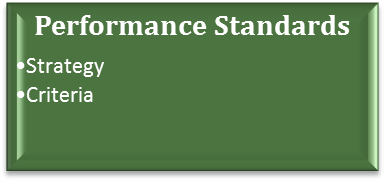 Performance Standards
•Strategy
•Criteria